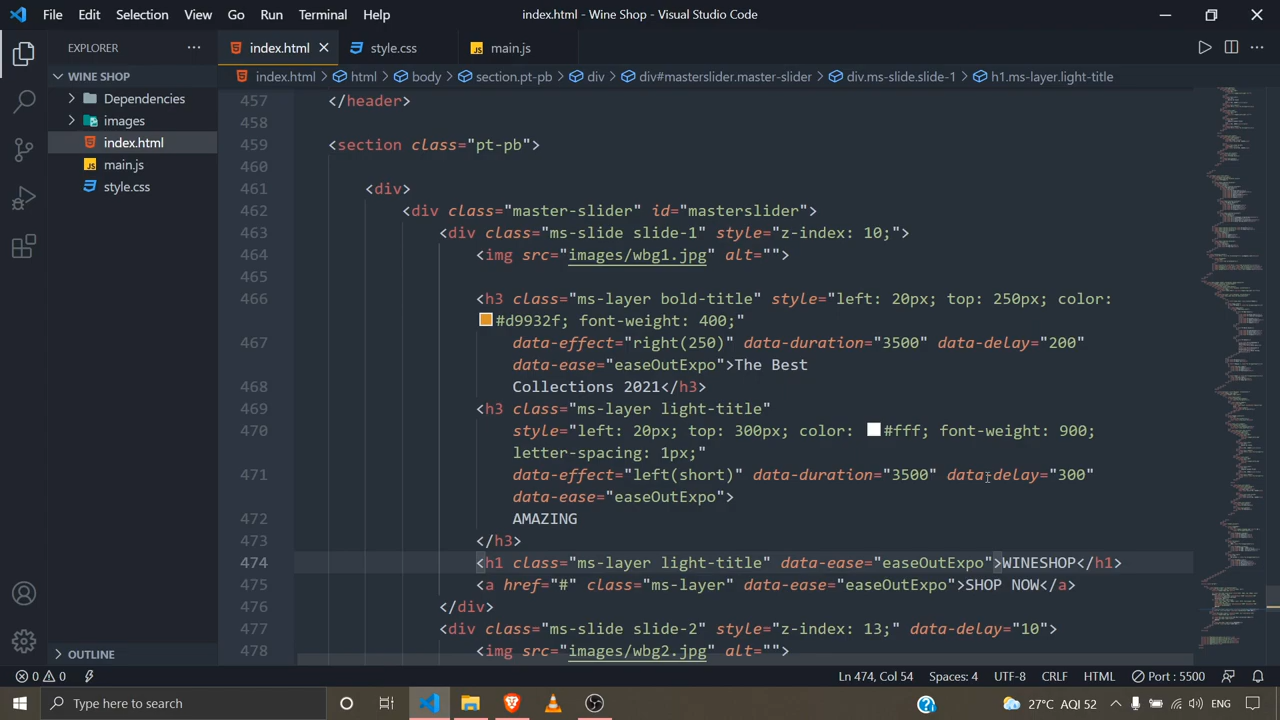 File Edit Selection View Go Run Terminal Help index.html - Wine Shop - Visual Studio Code
EXPLORER
index.html style.css main.js
WINE SHOP
Dependencies
images
index.html
main.js
style.css
index.html html body section.pt-pb div div#masterslider.master-slider div.ms-slide.slide-1 h1.ms-layer.light-title
457 </header>
458
459 <section class="pt-pb">
460
461 <div>
462 <div class="master-slider" id="masterslider">
463 <div class="ms-slide slide-1" style="z-index: 10;">
464 <img src="images/wbg1.jpg" alt="">
465
466 <h3 class="ms-layer bold-title" style="left: 20px; top: 250px; color:
#d9922f; font-weight: 400;"
467 data-effect="right(250)" data-duration="3500" data-delay="200"
data-ease="easeOutExpo">The Best
468 Collections 2021</h3>
469 <h3 class="ms-layer light-title"
470 style="left: 20px; top: 300px; color: #fff; font-weight: 900;
letter-spacing: 1px;"
471 data-effect="left(short)" data-duration="3500" data-delay="300"
data-ease="easeOutExpo">
472 AMAZING
473 </h3>
474 <h1 class="ms-layer light-title" data-ease="easeOutExpo" >WINESHOP</h1>
475 <a href="#" class="ms-layer" data-ease="easeOutExpo">SHOP NOW</a>
476 </div>
477 <div class="ms-slide slide-2" style="z-index: 13;" data-delay="10">
478 <img src="images/wbg2.jpg" alt="">
OUTLINE
0 0 Ln 474, Col 54 Spaces: 4 UTF-8 CRLF HTML Port : 5500
Type here to search 27°C AQI 52 ENG